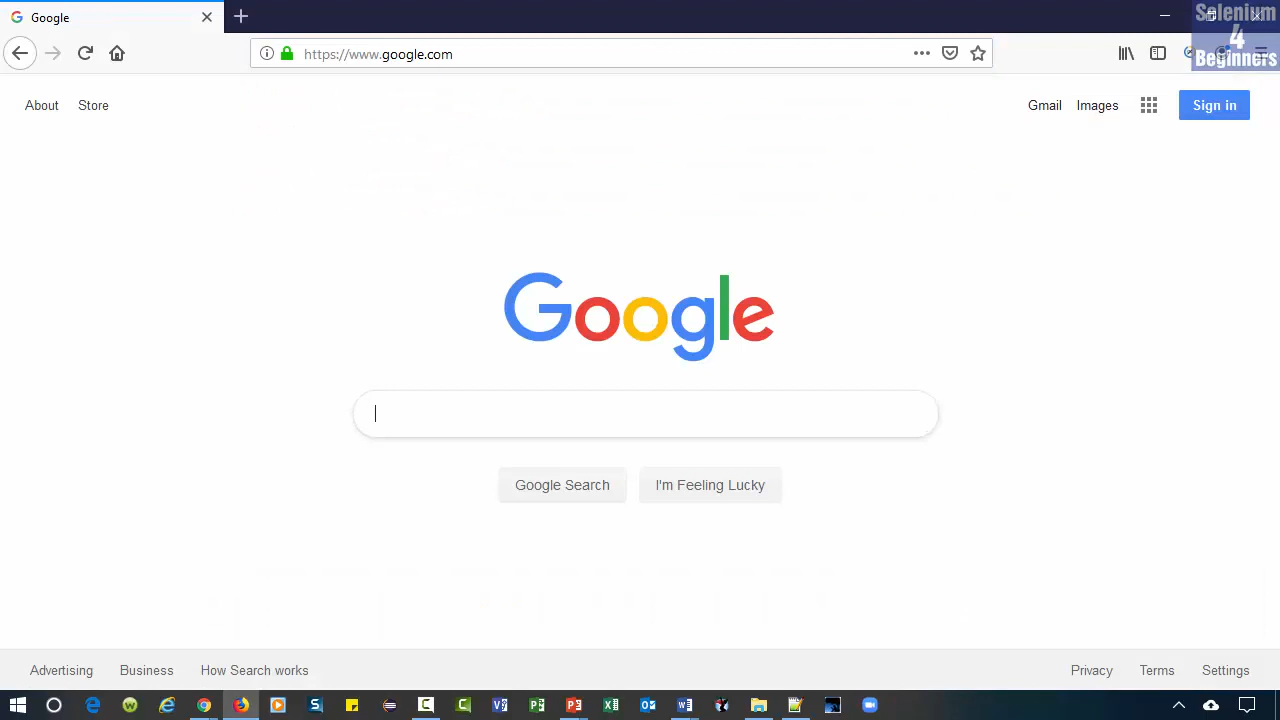 Google
https://www.google.com
Selenium
4
Beginners
About
Store
Gmail
Images
Sign in
Google
Google Search
I'm Feeling Lucky
Advertising
Business
How Search works
Privacy
Terms
Settings